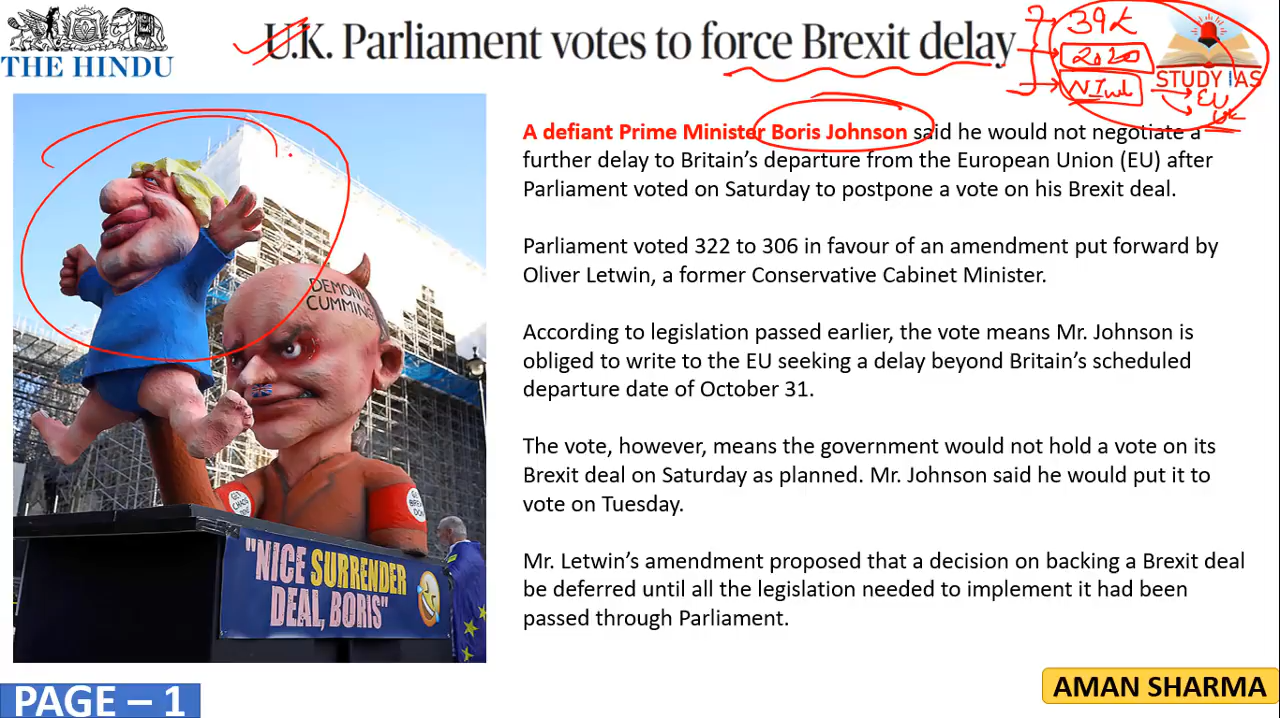 THE HINDU
U.K. Parliament votes to force Brexit delay
39£
2020
STUDY IAS
EU
UK
A defiant Prime Minister Boris Johnson said he would not negotiate a
further delay to Britain's departure from the European Union (EU) after
Parliament voted on Saturday to postpone a vote on his Brexit deal.
Parliament voted 322 to 306 in favour of an amendment put forward by
Oliver Letwin, a former Conservative Cabinet Minister.
According to legislation passed earlier, the vote means Mr. Johnson is
obliged to write to the EU seeking a delay beyond Britain's scheduled
departure date of October 31.
The vote, however, means the government would not hold a vote on its
Brexit deal on Saturday as planned. Mr. Johnson said he would put it to
vote on Tuesday.
Mr. Letwin's amendment proposed that a decision on backing a Brexit deal
be deferred until all the legislation needed to implement it had been
passed through Parliament.
DEMONIC
CUMMINGS
"NICE SURRENDER
DEAL, BORIS"
PAGE – 1
AMAN SHARMA